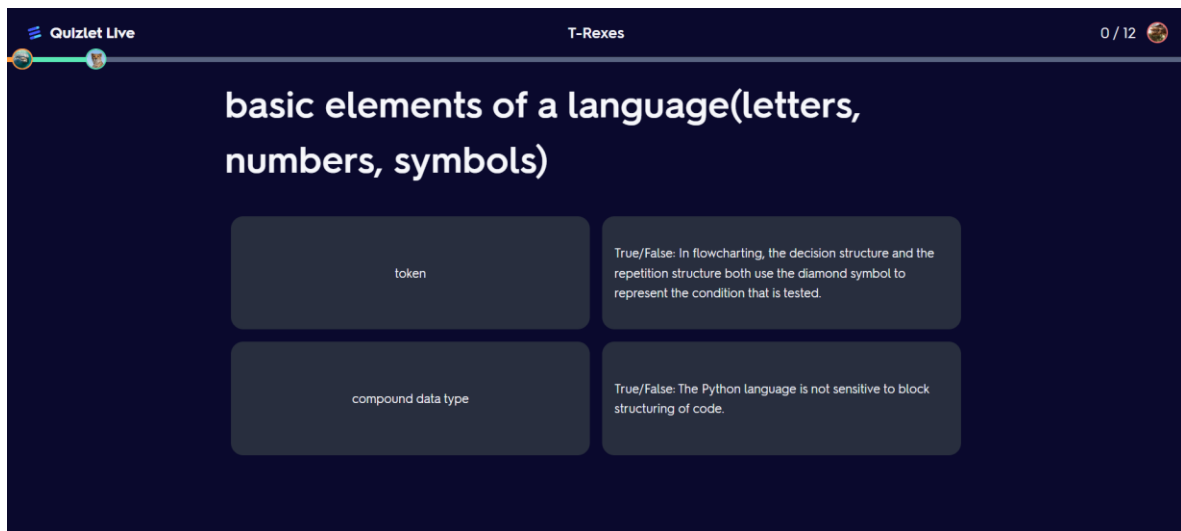 Quizlet Live
T-Rexes
0 / 12
basic elements of a language(letters,
numbers, symbols)
token
True/False: In flowcharting, the decision structure and the
repetition structure both use the diamond symbol to
represent the condition that is tested.
compound data type
True/False: The Python language is not sensitive to block
structuring of code.